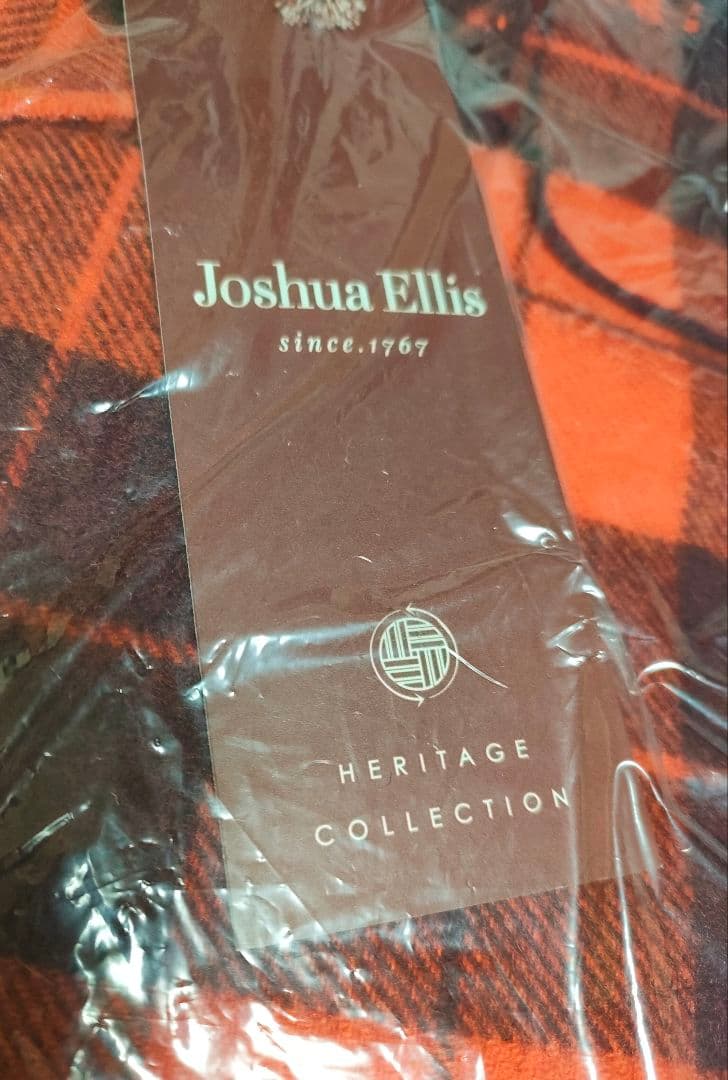 Joshua Ellis
since.1767
HERITAGE
COLLECTION